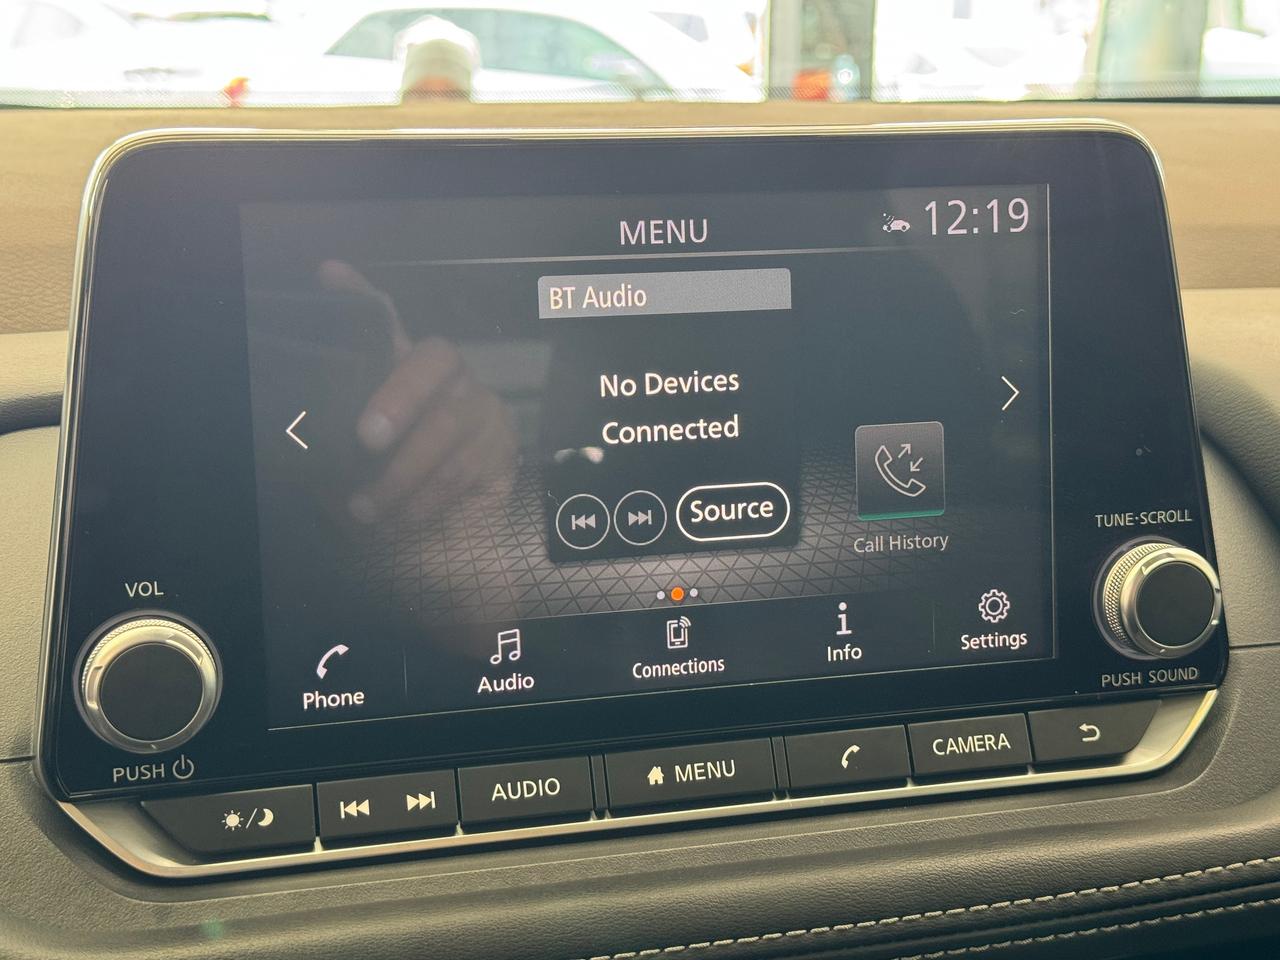 MENU
12:19
BT Audio
No Devices
Connected
Source
Call History
Phone
Audio
Connections
Info
Settings
VOL
PUSH
TUNE·SCROLL
PUSH SOUND
AUDIO
MENU
CAMERA